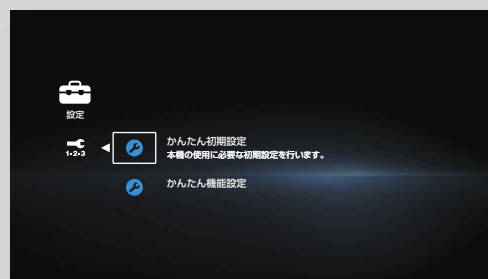 設定
1•2•3
かんたん初期設定
本機の使用に必要な初期設定を行います。
かんたん機能設定